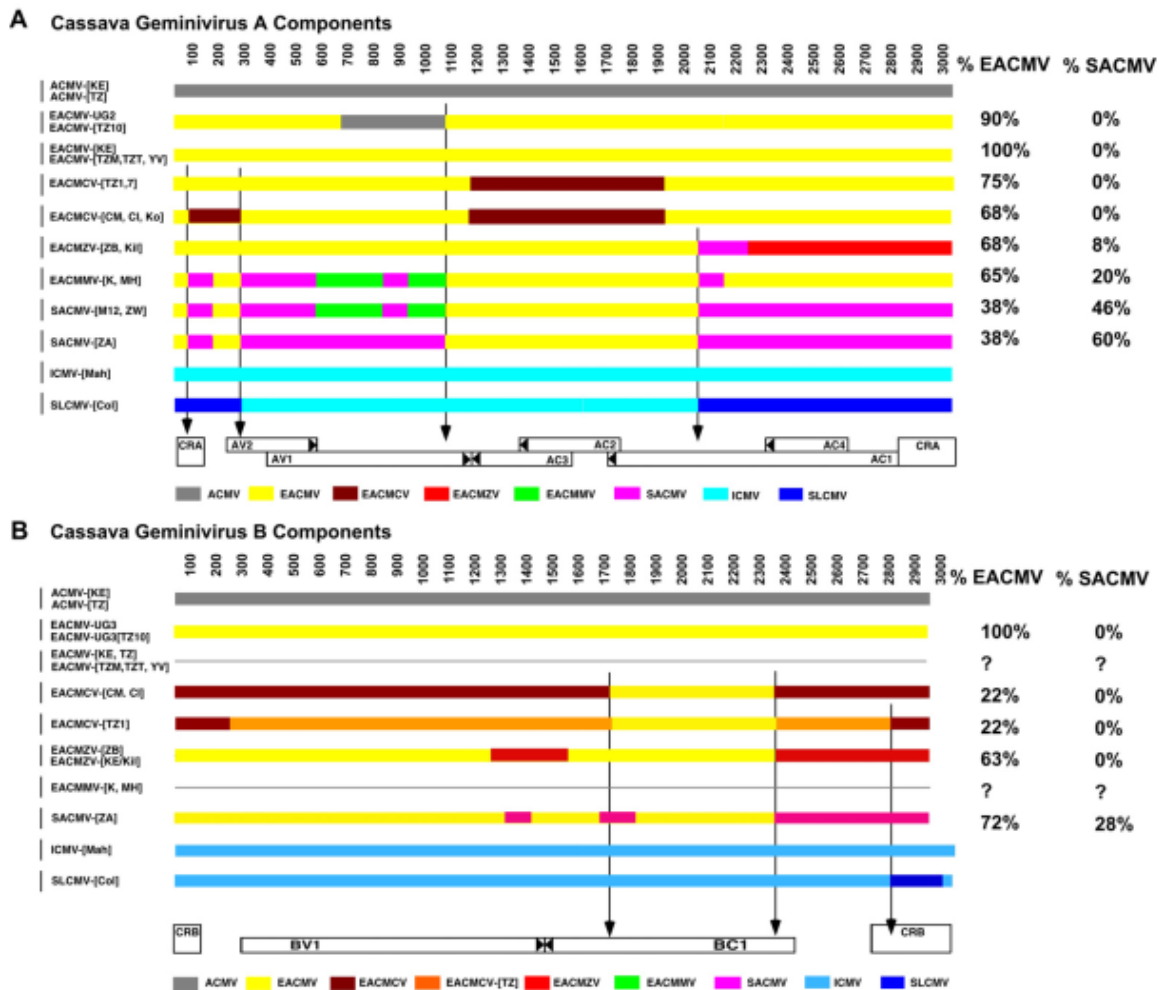 A Cassava Geminivirus A Components
100 200 300 400 500 600 700 800 900 1000 1100 1200 1300 1400 1500 1600 1700 1800 1900 2000 2100 2200 2300 2400 2500 2600 2700 2800 2900 3000
% EACMV % SACMV
ACMV-[KE]
ACMV-[TZ]
EACMV-UG2
EACMV-[TZ10]
90% 0%
EACMV-[KE]
EACMV-[TZM,TZT, YV]
100% 0%
EACMCV-[TZ1,7] 75% 0%
EACMCV-[CM, CI, Ko] 68% 0%
EACMZV-[ZB, Kil] 68% 8%
EACMMV-[K, MH] 65% 20%
SACMV-[M12, ZW] 38% 46%
SACMV-[ZA] 38% 60%
ICMV-[Mah]
SLCMV-[Col]
CRA AV2 AC2 AC4 CRA
AV1 AC3 AC1
ACMV EACMV EACMCV EACMZV EACMMV SACMV ICMV SLCMV
B Cassava Geminivirus B Components
100 200 300 400 500 600 700 800 900 1000 1100 1200 1300 1400 1500 1600 1700 1800 1900 2000 2100 2200 2300 2400 2500 2600 2700 2800 2900 3000
% EACMV % SACMV
ACMV-[KE]
ACMV-[TZ]
EACMV-UG3
EACMV-UG3[TZ10]
100% 0%
EACMV-[KE, TZ]
EACMV-[TZM,TZT, YV]
? ?
EACMCV-[CM. CI] 22% 0%
EACMCV-[TZ1] 22% 0%
EACMZV-[ZB]
EACMZV-[KE/Kil]
63% 0%
EACMMV-[K, MH] ? ?
SACMV-[ZA] 72% 28%
ICMV-[Mah]
SLCMV-[Col]
CRB BV1 BC1 CRB
ACMV EACMV EACMCV EACMCV-[TZ] EACMZV EACMMV SACMV ICMV SLCMV